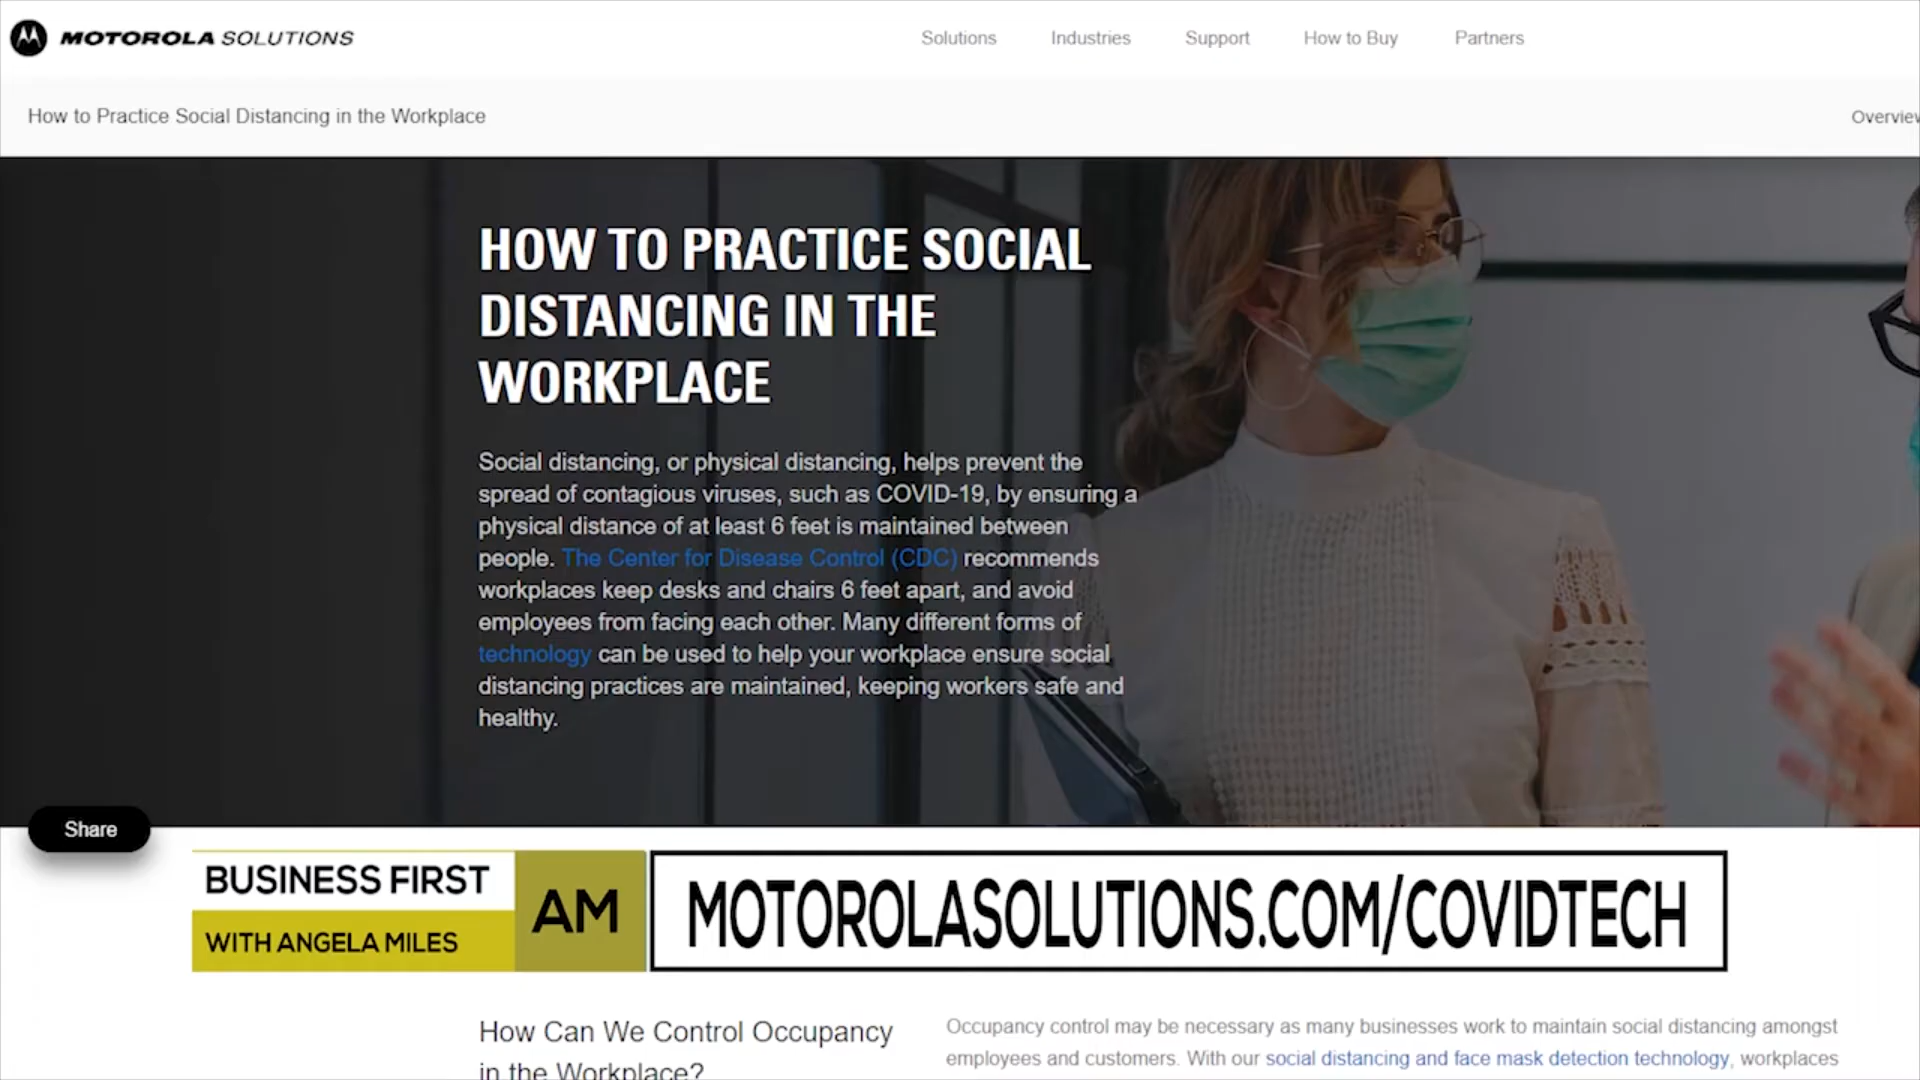 MOTOROLA SOLUTIONS
Solutions
Industries
Support
How to Buy
Partners
How to Practice Social Distancing in the Workplace
HOW TO PRACTICE SOCIAL
DISTANCING IN THE
WORKPLACE
Social distancing, or physical distancing, helps prevent the
spread of contagious viruses, such as COVID-19, by ensuring a
physical distance of at least 6 feet is maintained between
people. The Center for Disease Control (CDC) recommends
workplaces keep desks and chairs 6 feet apart, and avoid
employees from facing each other. Many different forms of
technology can be used to help your workplace ensure social
distancing practices are maintained, keeping workers safe and
healthy.
Share
BUSINESS FIRST
AM
WITH ANGELA MILES
MOTOROLASOLUTIONS.COM/COVIDTECH
How Can We Control Occupancy
in the Workplace?
Occupancy control may be necessary as many businesses work to maintain social distancing amongst
employees and customers. With our social distancing and face mask detection technology, workplaces